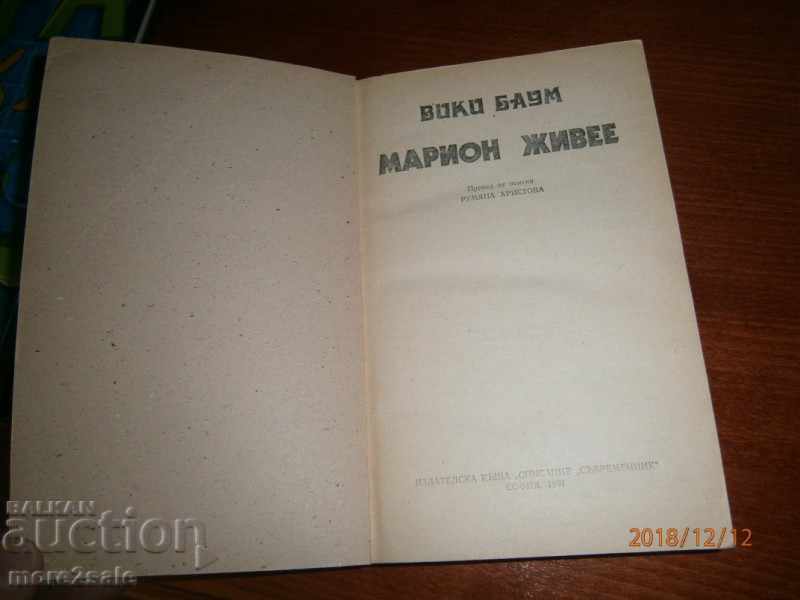 ВИКИ БАУМ
МАРИОН ЖИВЕЕ
Превод от
РУМЯНА ХРИСТОВА
ИЗДАТЕЛСКА КЪЩА „СПИСАНИЕ „СЪВРЕМЕННИК“
СОФИЯ, 1991
2018/12/12
BALKAN
auction
more2sale